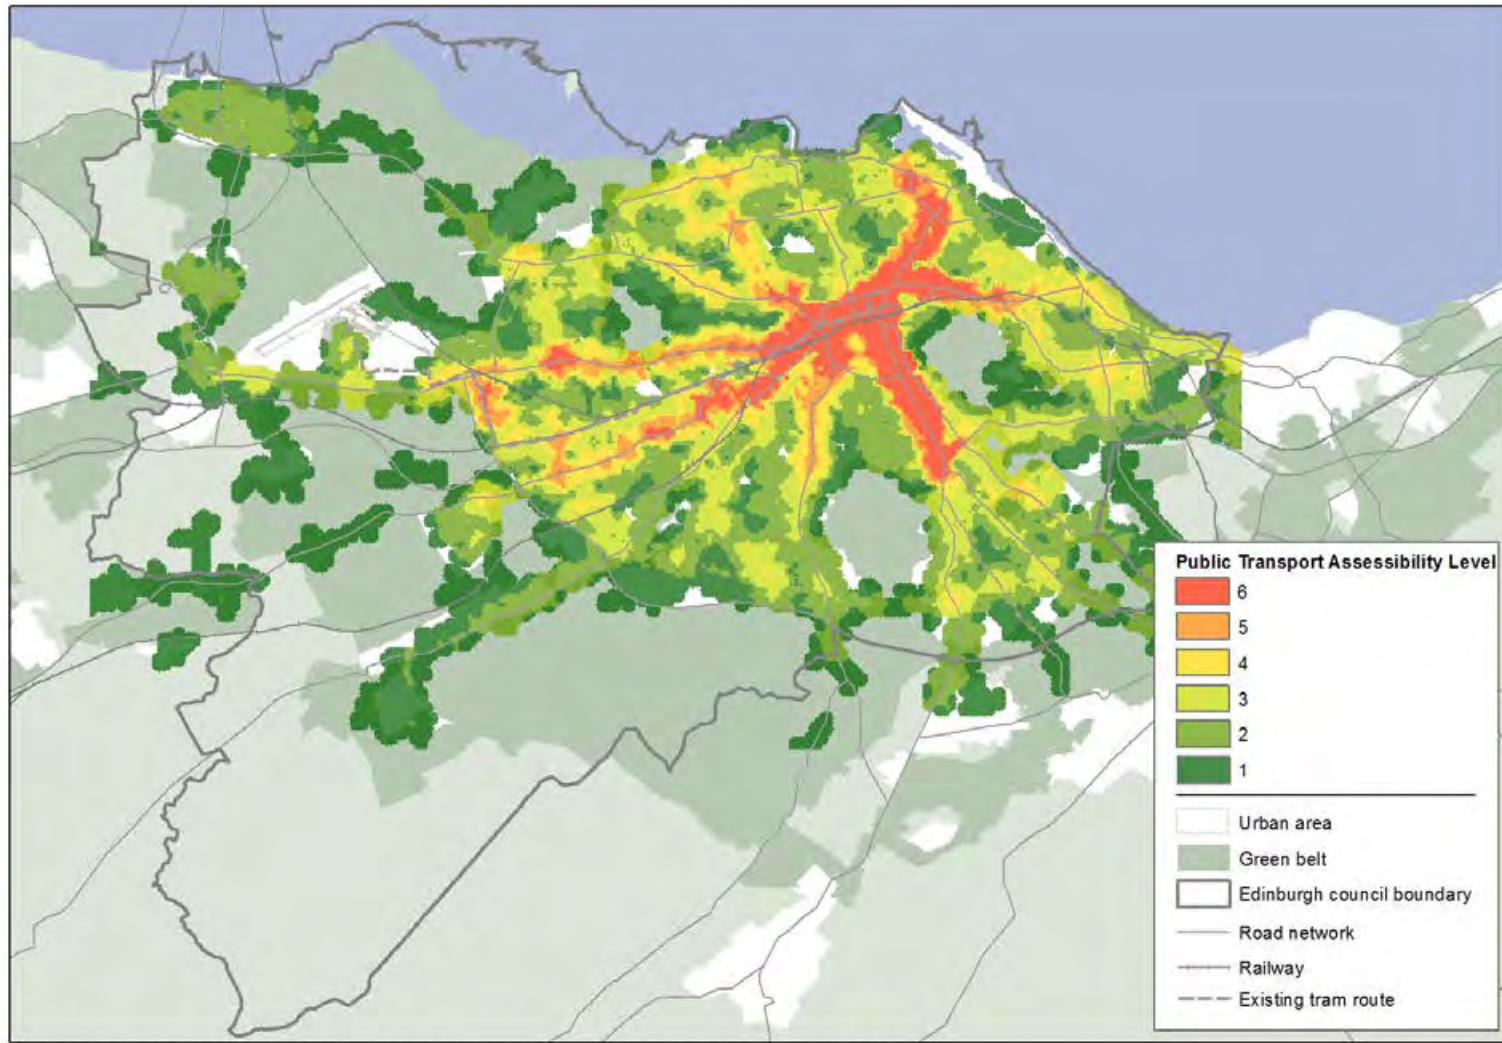 Public Transport Assessibility Level
6
5
4
3
2
1
Urban area
Green belt
Edinburgh council boundary
Road network
Railway
Existing tram route